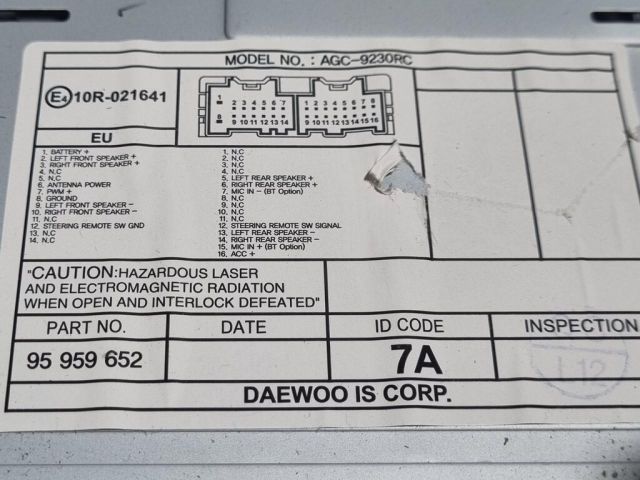 MODEL NO. : AGC-9230RC
E4 10R-021641
1 2 3 4 5 6 7 1 2 3 4 5 6 7 8
8 9 10 11 12 13 14 9 10 11 12 13 14 15 16
EU
1. BATTERY +
2. LEFT FRONT SPEAKER +
3. RIGHT FRONT SPEAKER +
4. N.C
5. N.C
6. ANTENNA POWER
7. PWM +
8. GROUND
9. LEFT FRONT SPEAKER -
10. RIGHT FRONT SPEAKER -
11. N.C
12. STEERING REMOTE SW GND
13. N.C
14. N.C
1. N.C
2. N.C
3. N.C
4. N.C
5. LEFT REAR SPEAKER +
6. RIGHT REAR SPEAKER +
7. MIC IN - (BT Option)
8. N.C
9. N.C
10. N.C
11. N.C
12. STEERING REMOTE SW SIGNAL
13. LEFT REAR SPEAKER -
14. RIGHT REAR SPEAKER -
15. MIC IN + (BT Option)
16. ACC +
"CAUTION:HAZARDOUS LASER
AND ELECTROMAGNETIC RADIATION
WHEN OPEN AND INTERLOCK DEFEATED"
PART NO. DATE ID CODE INSPECTION
95 959 652 7A
DAEWOO IS CORP.